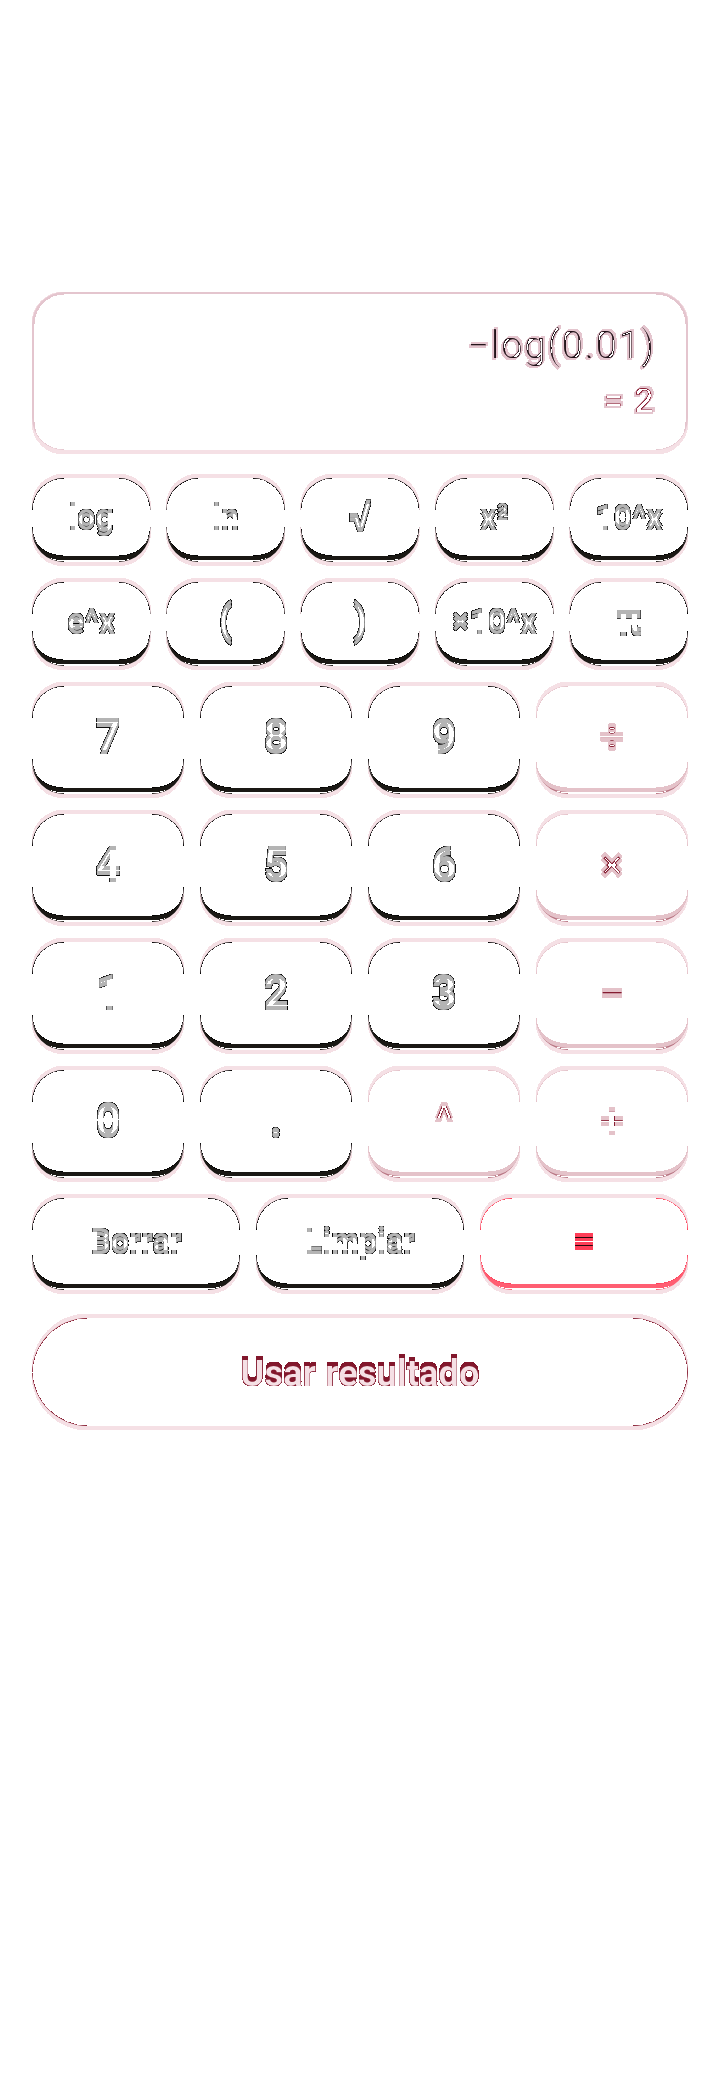 -log(0.01)
= 2
log ln √ x² 10^x
e^x ( ) ×10^x π
7 8 9 ÷
4 5 6 ×
1 2 3 −
0 . ^ +
Borrar Limpiar =
Usar resultado